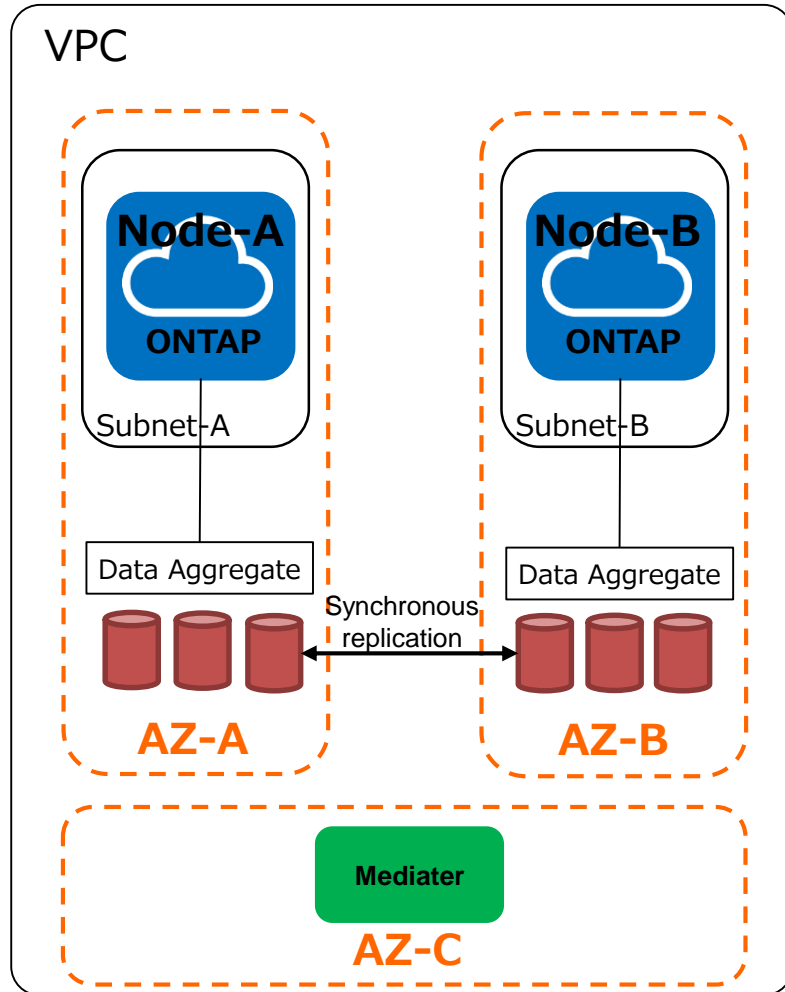 VPC
Node-A
ONTAP
Subnet-A
Data Aggregate
AZ-A
Node-B
ONTAP
Subnet-B
Data Aggregate
AZ-B
Synchronous
replication
Mediater
AZ-C